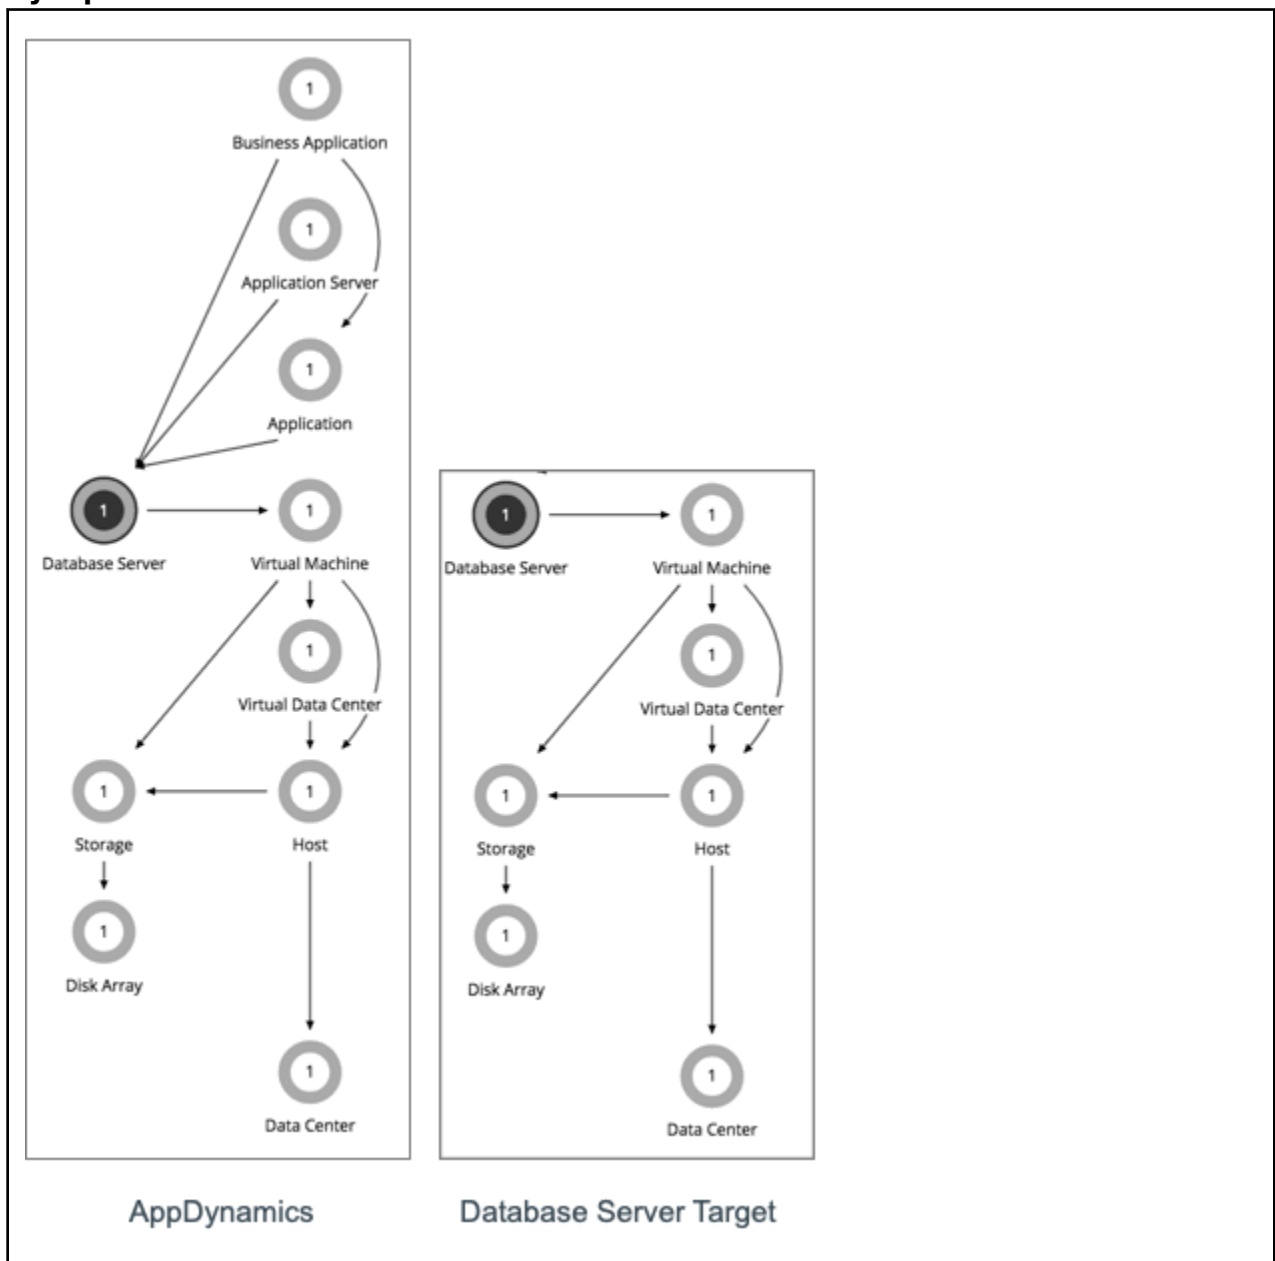 1
Business Application
1
Application Server
1
Application
1
1
Database Server
Virtual Machine
1
Virtual Data Center
1
1
Storage
Host
1
Disk Array
1
Data Center
AppDynamics
1
1
Database Server
Virtual Machine
1
Virtual Data Center
1
1
Storage
Host
1
Disk Array
1
Data Center
Database Server Target